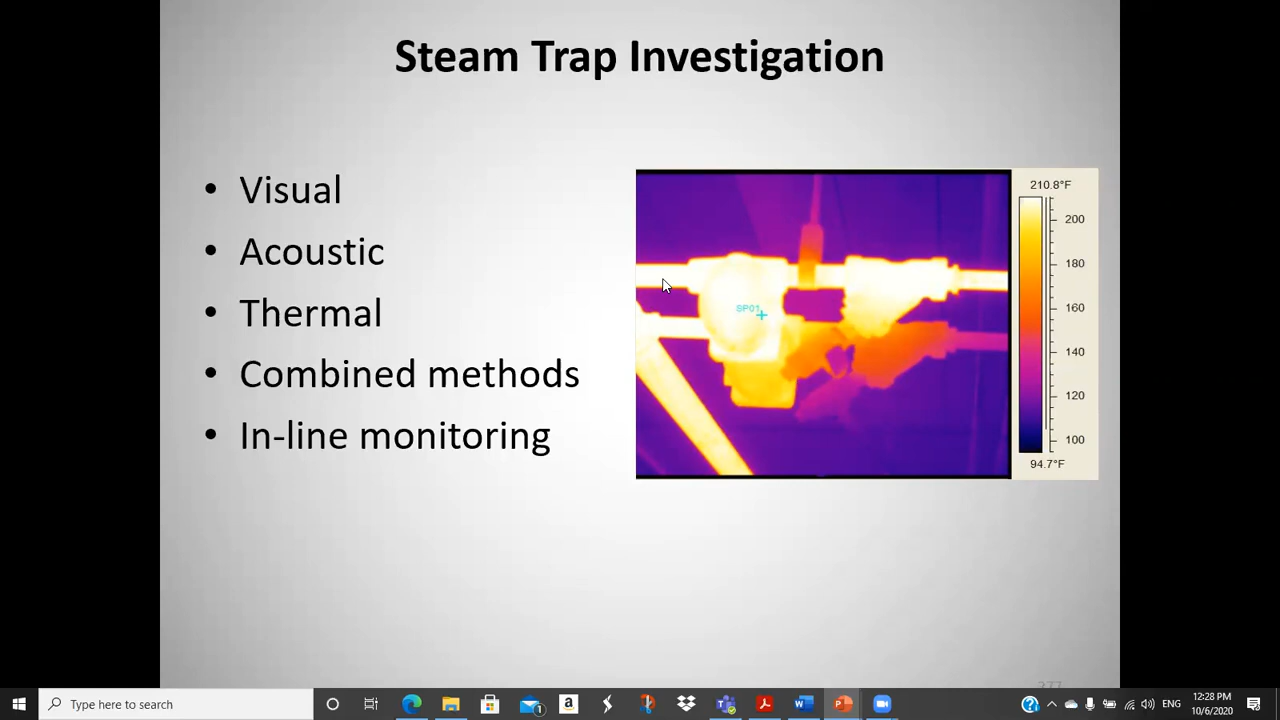 Steam Trap Investigation
• Visual
• Acoustic
• Thermal
• Combined methods
• In-line monitoring
210.8°F
200
180
160
140
120
100
94.7°F
SP01
Type here to search
ENG
12:28 PM
10/6/2020